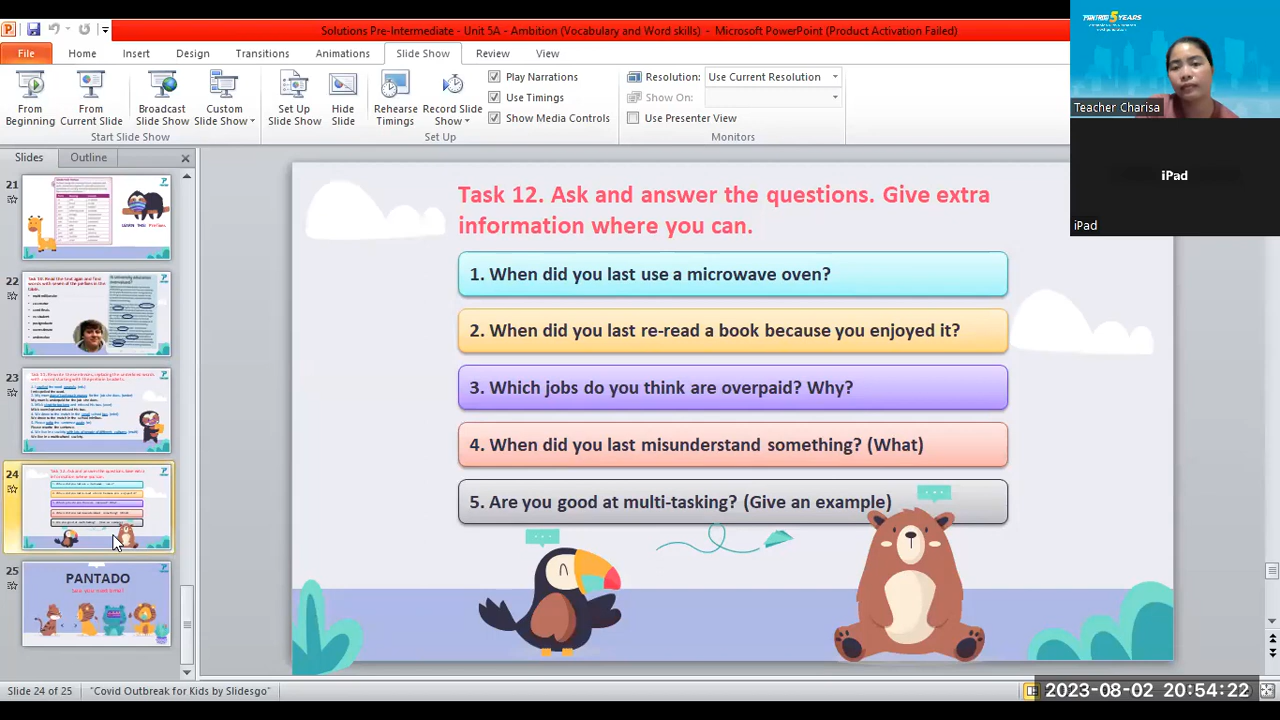 Solutions Pre-Intermediate - Unit 5A - Ambition (Vocabulary and Word skills) - Microsoft PowerPoint (Product Activation Failed)
PANTADO 5 YEARS
File Home Insert Design Transitions Animations Slide Show Review View
Play Narrations
Use Timings
Show Media Controls
Resolution: Use Current Resolution
Show On:
Use Presenter View
From Beginning
From Current Slide
Broadcast Slide Show
Custom Slide Show
Set Up Slide Show
Hide Slide
Rehearse Timings
Record Slide Show
Start Slide Show
Set Up
Monitors
Teacher Charisa
iPad
iPad
Slides Outline
21
22
23
24
25
PANTADO
Task 12. Ask and answer the questions. Give extra
information where you can.
1. When did you last use a microwave oven?
2. When did you last re-read a book because you enjoyed it?
3. Which jobs do you think are overpaid? Why?
4. When did you last misunderstand something? (What)
5. Are you good at multi-tasking? (Give an example)
Slide 24 of 25
"Covid Outbreak for Kids by Slidesgo"
2023-08-02 20:54:22